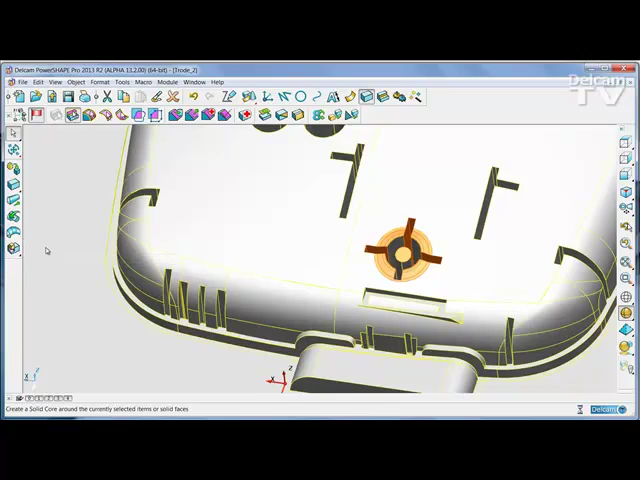 Delcam PowerSHAPE Pro 2013 R2 (ALPHA 13.2.00) (64-bit) - [Trode_2]
File Edit View Object Format Tools Macro Window Help
Delcam
TV
Z
X
Z
X
Create a Solid Core around the currently selected items or solid faces
Delcam